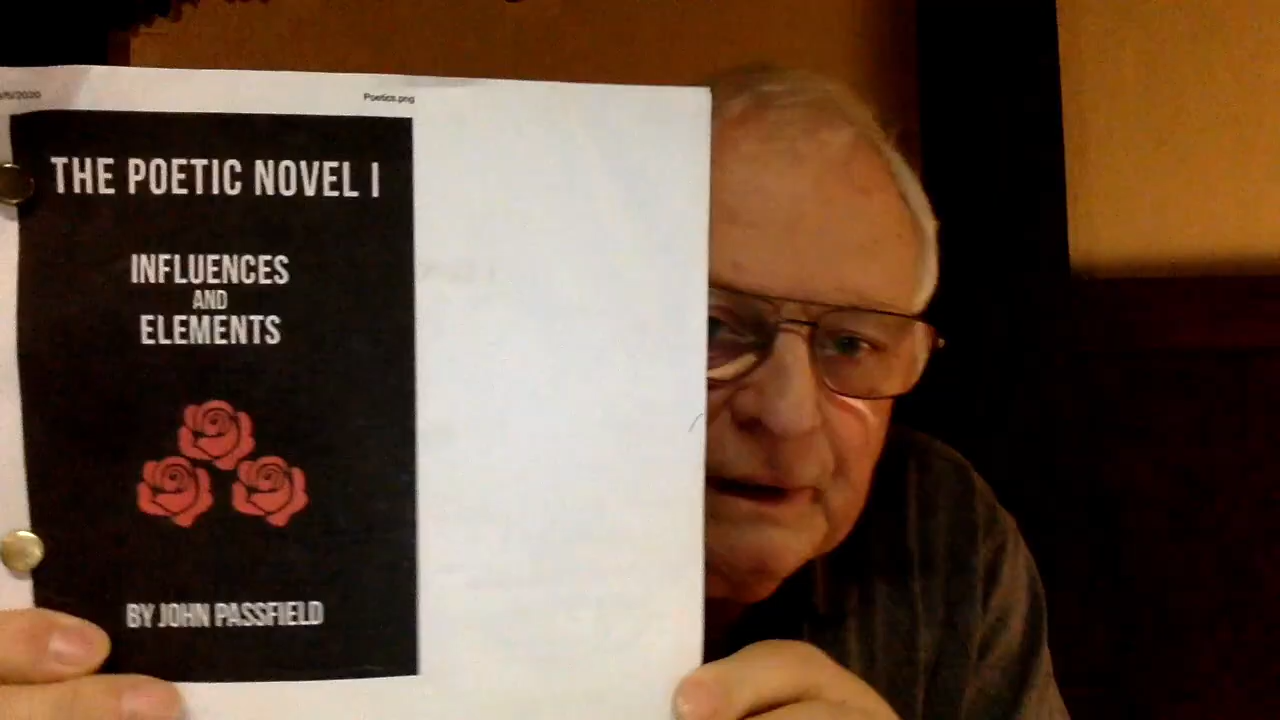 Poetics.png
THE POETIC NOVEL I
INFLUENCES
AND
ELEMENTS
BY JOHN PASSFIELD